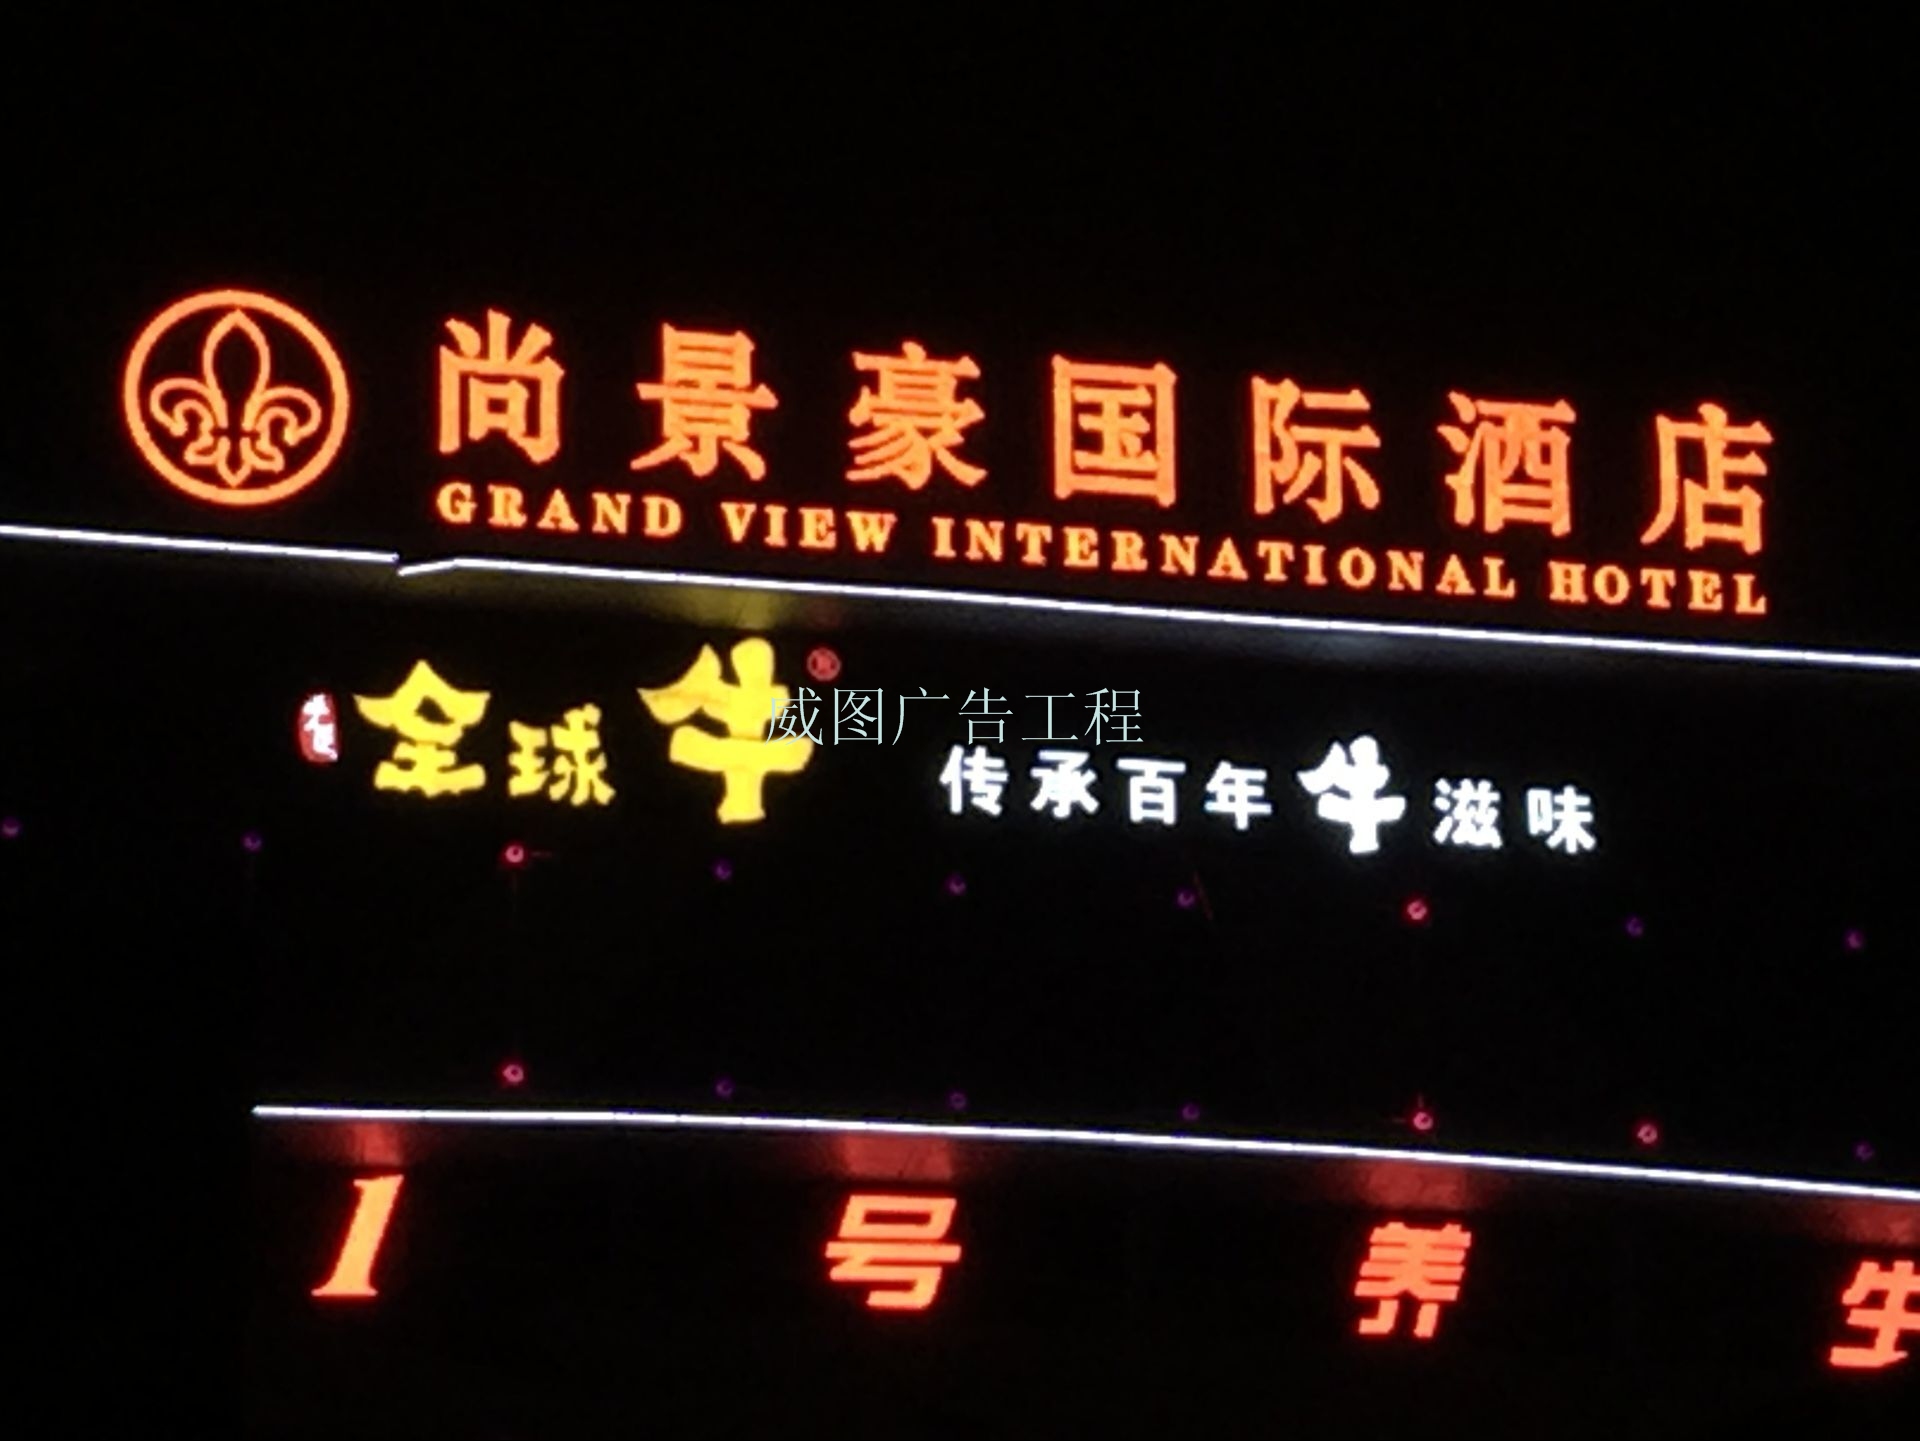 尚景豪国际酒店
GRAND VIEW INTERNATIONAL HOTEL
全球牛®
威图广告工程
传承百年牛滋味
1号养生